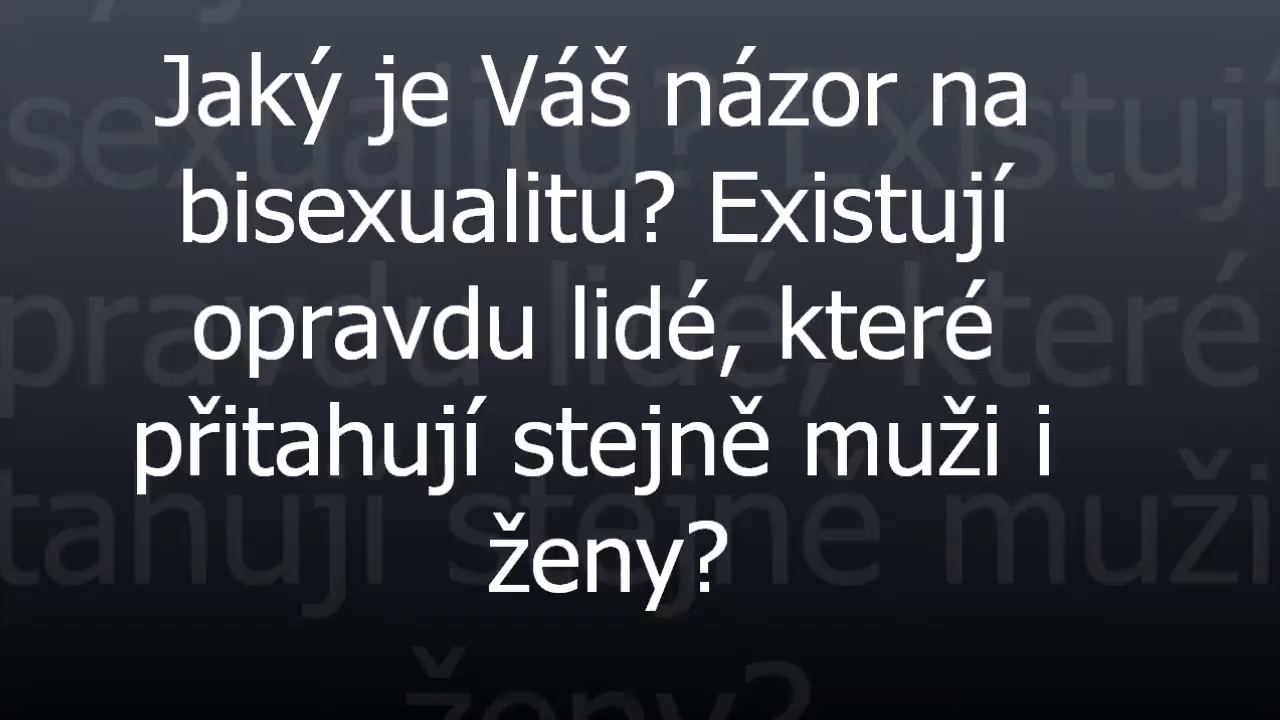 Jaký je Váš názor na
bisexualitu? Existují
opravdu lidé, které
přitahují stejně muži i
ženy?